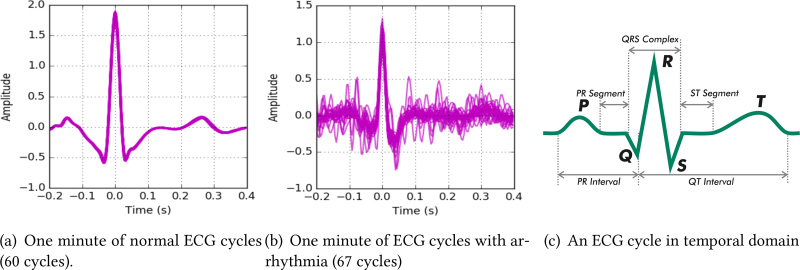 2.0
1.5
1.0
0.5
0.0
−0.5
−1.0
−0.2 −0.1 0.0 0.1 0.2 0.3 0.4
Amplitude
Time (s)
1.5
1.0
0.5
0.0
−0.5
−1.0
−0.2 −0.1 0.0 0.1 0.2 0.3 0.4
Amplitude
Time (s)
QRS Complex
R
PR Segment
ST Segment
P
T
Q
S
PR Interval
QT Interval
(a) One minute of normal ECG cycles
(60 cycles).
(b) One minute of ECG cycles with ar-
rhythmia (67 cycles)
(c) An ECG cycle in temporal domain